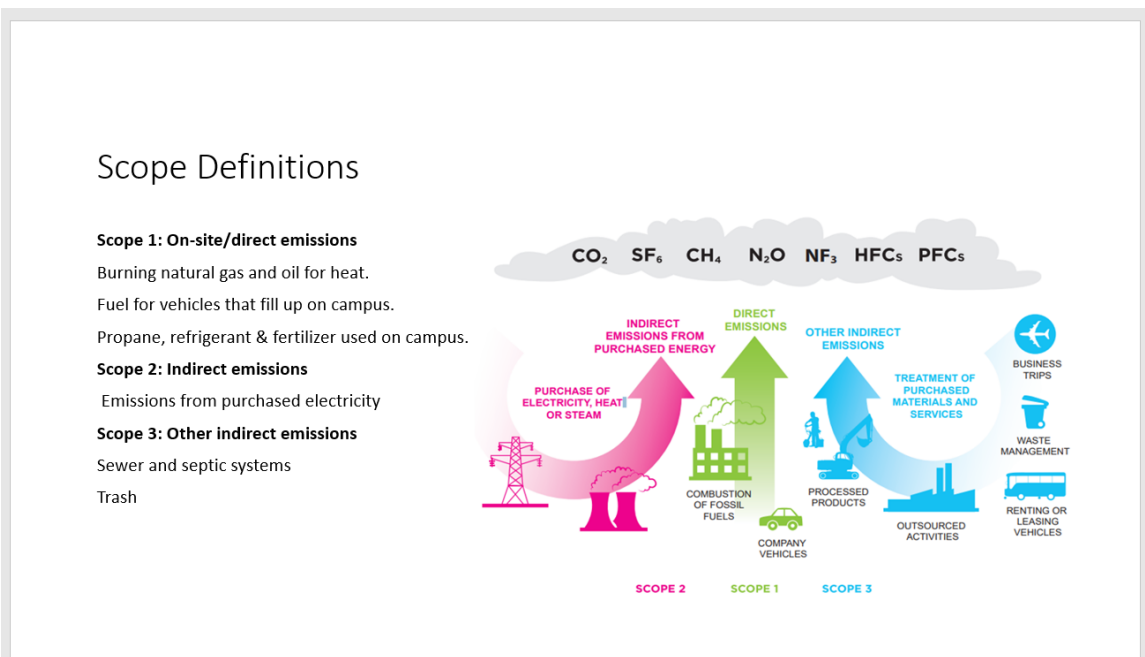 Scope Definitions
Scope 1: On-site/direct emissions
Burning natural gas and oil for heat.
Fuel for vehicles that fill up on campus.
Propane, refrigerant & fertilizer used on campus.
Scope 2: Indirect emissions
Emissions from purchased electricity
Scope 3: Other indirect emissions
Sewer and septic systems
Trash
CO₂ SF₆ CH₄ N₂O NF₃ HFCs PFCs
INDIRECT
EMISSIONS FROM
PURCHASED ENERGY
PURCHASE OF
ELECTRICITY, HEAT
OR STEAM
DIRECT
EMISSIONS
COMBUSTION
OF FOSSIL
FUELS
COMPANY
VEHICLES
OTHER INDIRECT
EMISSIONS
TREATMENT OF
PURCHASED
MATERIALS AND
SERVICES
PROCESSED
PRODUCTS
OUTSOURCED
ACTIVITIES
BUSINESS
TRIPS
WASTE
MANAGEMENT
RENTING OR
LEASING
VEHICLES
SCOPE 2 SCOPE 1 SCOPE 3